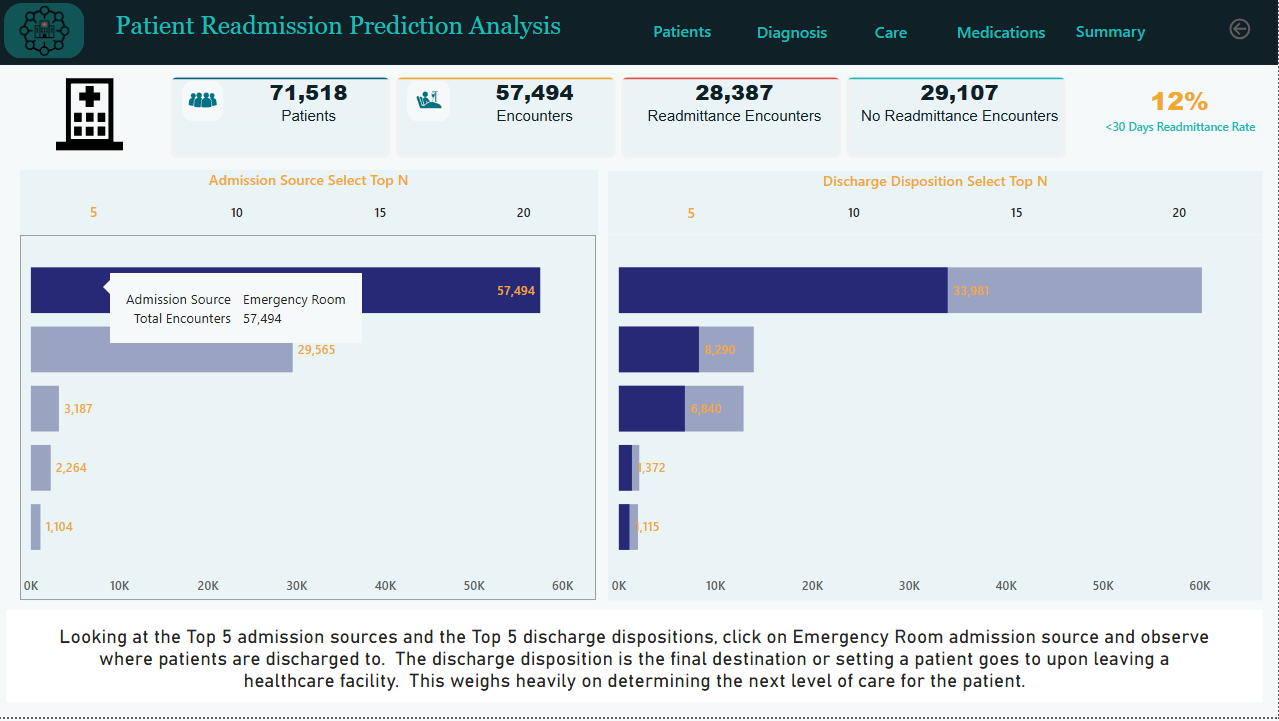 Patient Readmission Prediction Analysis
Patients
Diagnosis
Care
Medications
Summary
71,518
Patients
57,494
Encounters
28,387
Readmittance Encounters
29,107
No Readmittance Encounters
12%
<30 Days Readmittance Rate
Admission Source Select Top N
5 10 15 20
57,494
Admission Source Emergency Room
Total Encounters 57,494
29,565
3,187
2,264
1,104
0K 10K 20K 30K 40K 50K 60K
Discharge Disposition Select Top N
5 10 15 20
33,981
8,290
6,840
1,372
1,115
0K 10K 20K 30K 40K 50K 60K
Looking at the Top 5 admission sources and the Top 5 discharge dispositions, click on Emergency Room admission source and observe
where patients are discharged to. The discharge disposition is the final destination or setting a patient goes to upon leaving a
healthcare facility. This weighs heavily on determining the next level of care for the patient.